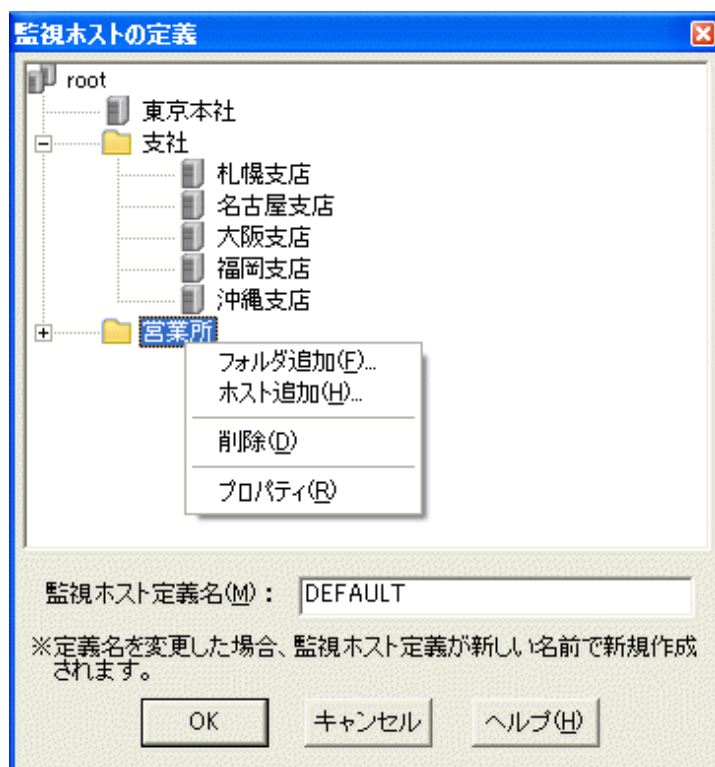 監視ホストの定義
root
東京本社
支社
札幌支店
名古屋支店
大阪支店
福岡支店
沖縄支店
営業所
フォルダ追加(F)...
ホスト追加(H)...
削除(D)
プロパティ(R)
監視ホスト定義名(M)： DEFAULT
※定義名を変更した場合、監視ホスト定義が新しい名前で新規作成
されます。
OK キャンセル ヘルプ(H)